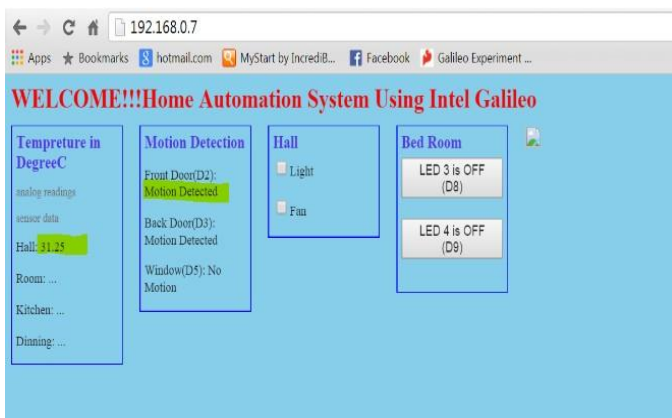 192.168.0.7
Apps Bookmarks hotmail.com MyStart by IncrediB... Facebook Galileo Experiment ...
WELCOME!!!Home Automation System Using Intel Galileo
Tempreture in
DegreeC
analog readings
sensor data
Hall: 31.25
Room: ...
Kitchen: ...
Dinning: ...
Motion Detection
Front Door(D2):
Motion Detected
Back Door(D3):
Motion Detected
Window(D5): No
Motion
Hall
Light
Fan
Bed Room
LED 3 is OFF
(D8)
LED 4 is OFF
(D9)